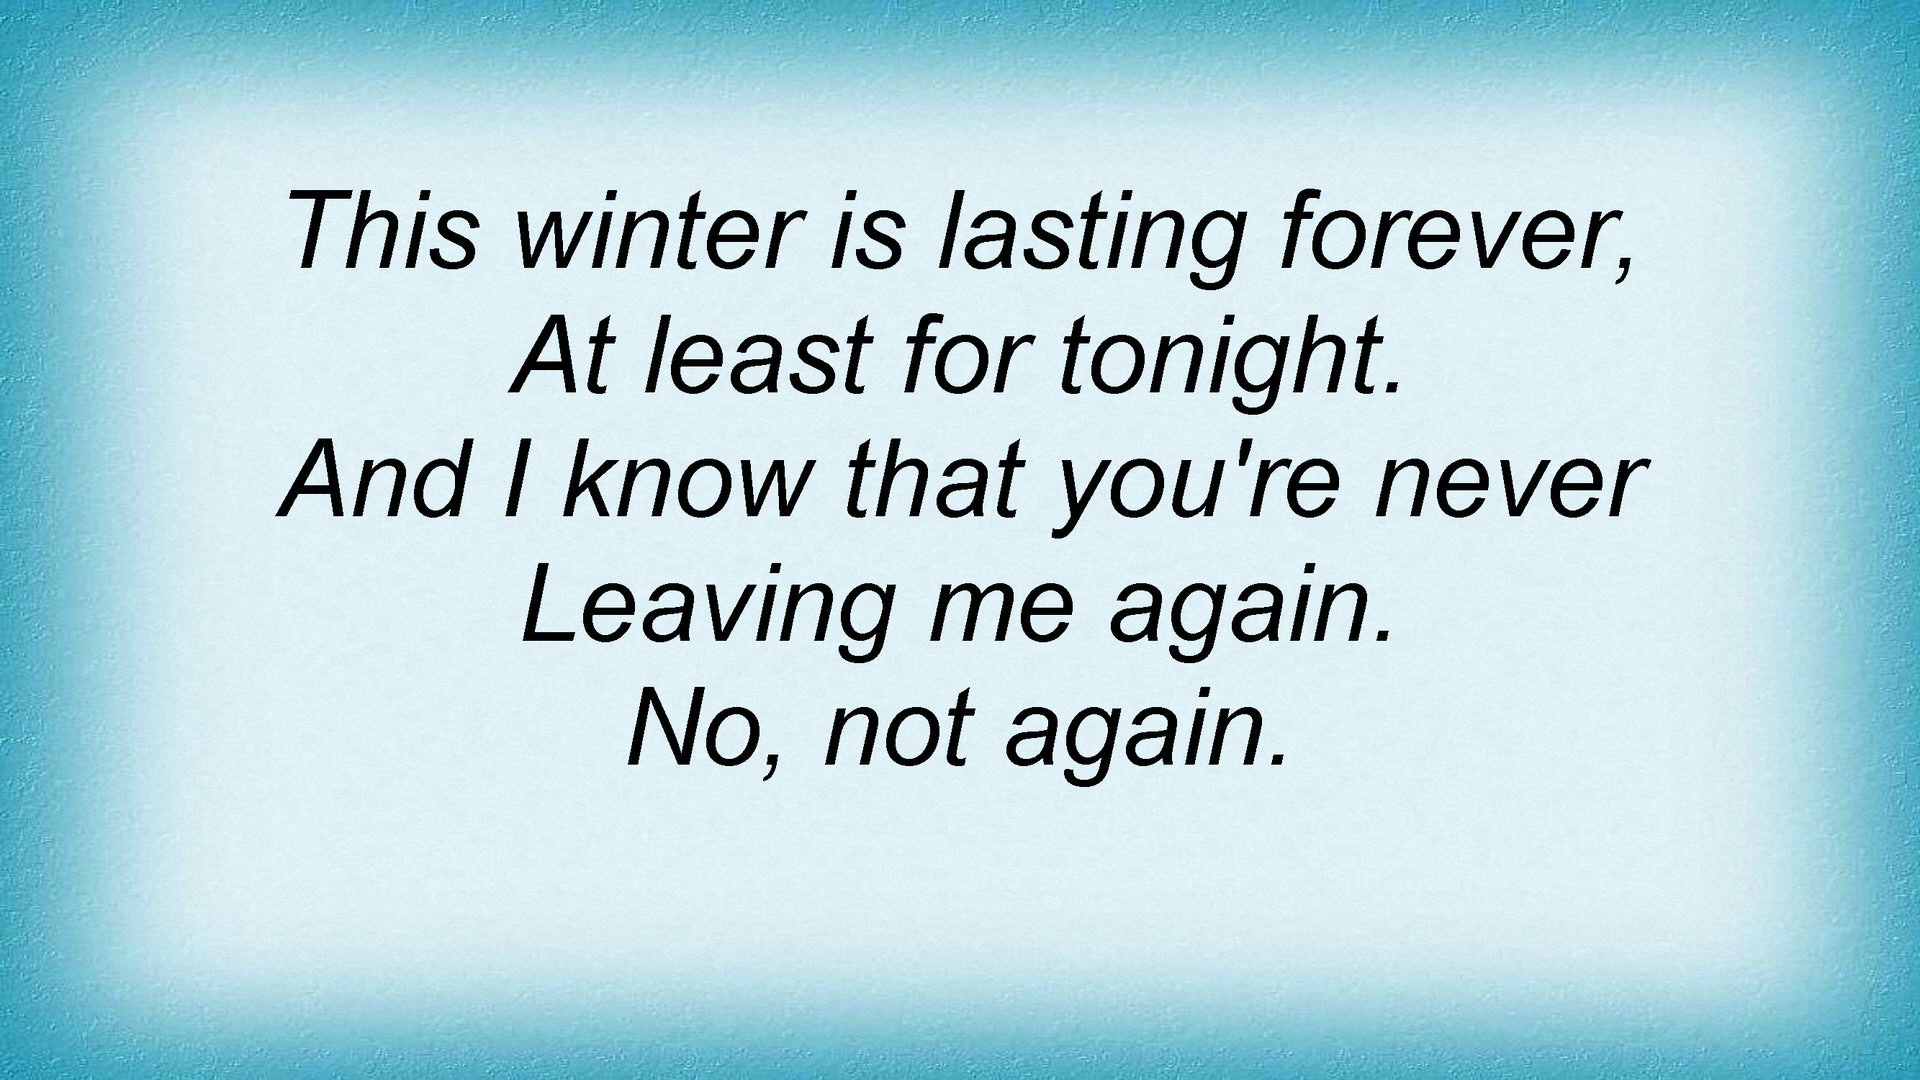 This winter is lasting forever,
At least for tonight.
And I know that you're never
Leaving me again.
No, not again.